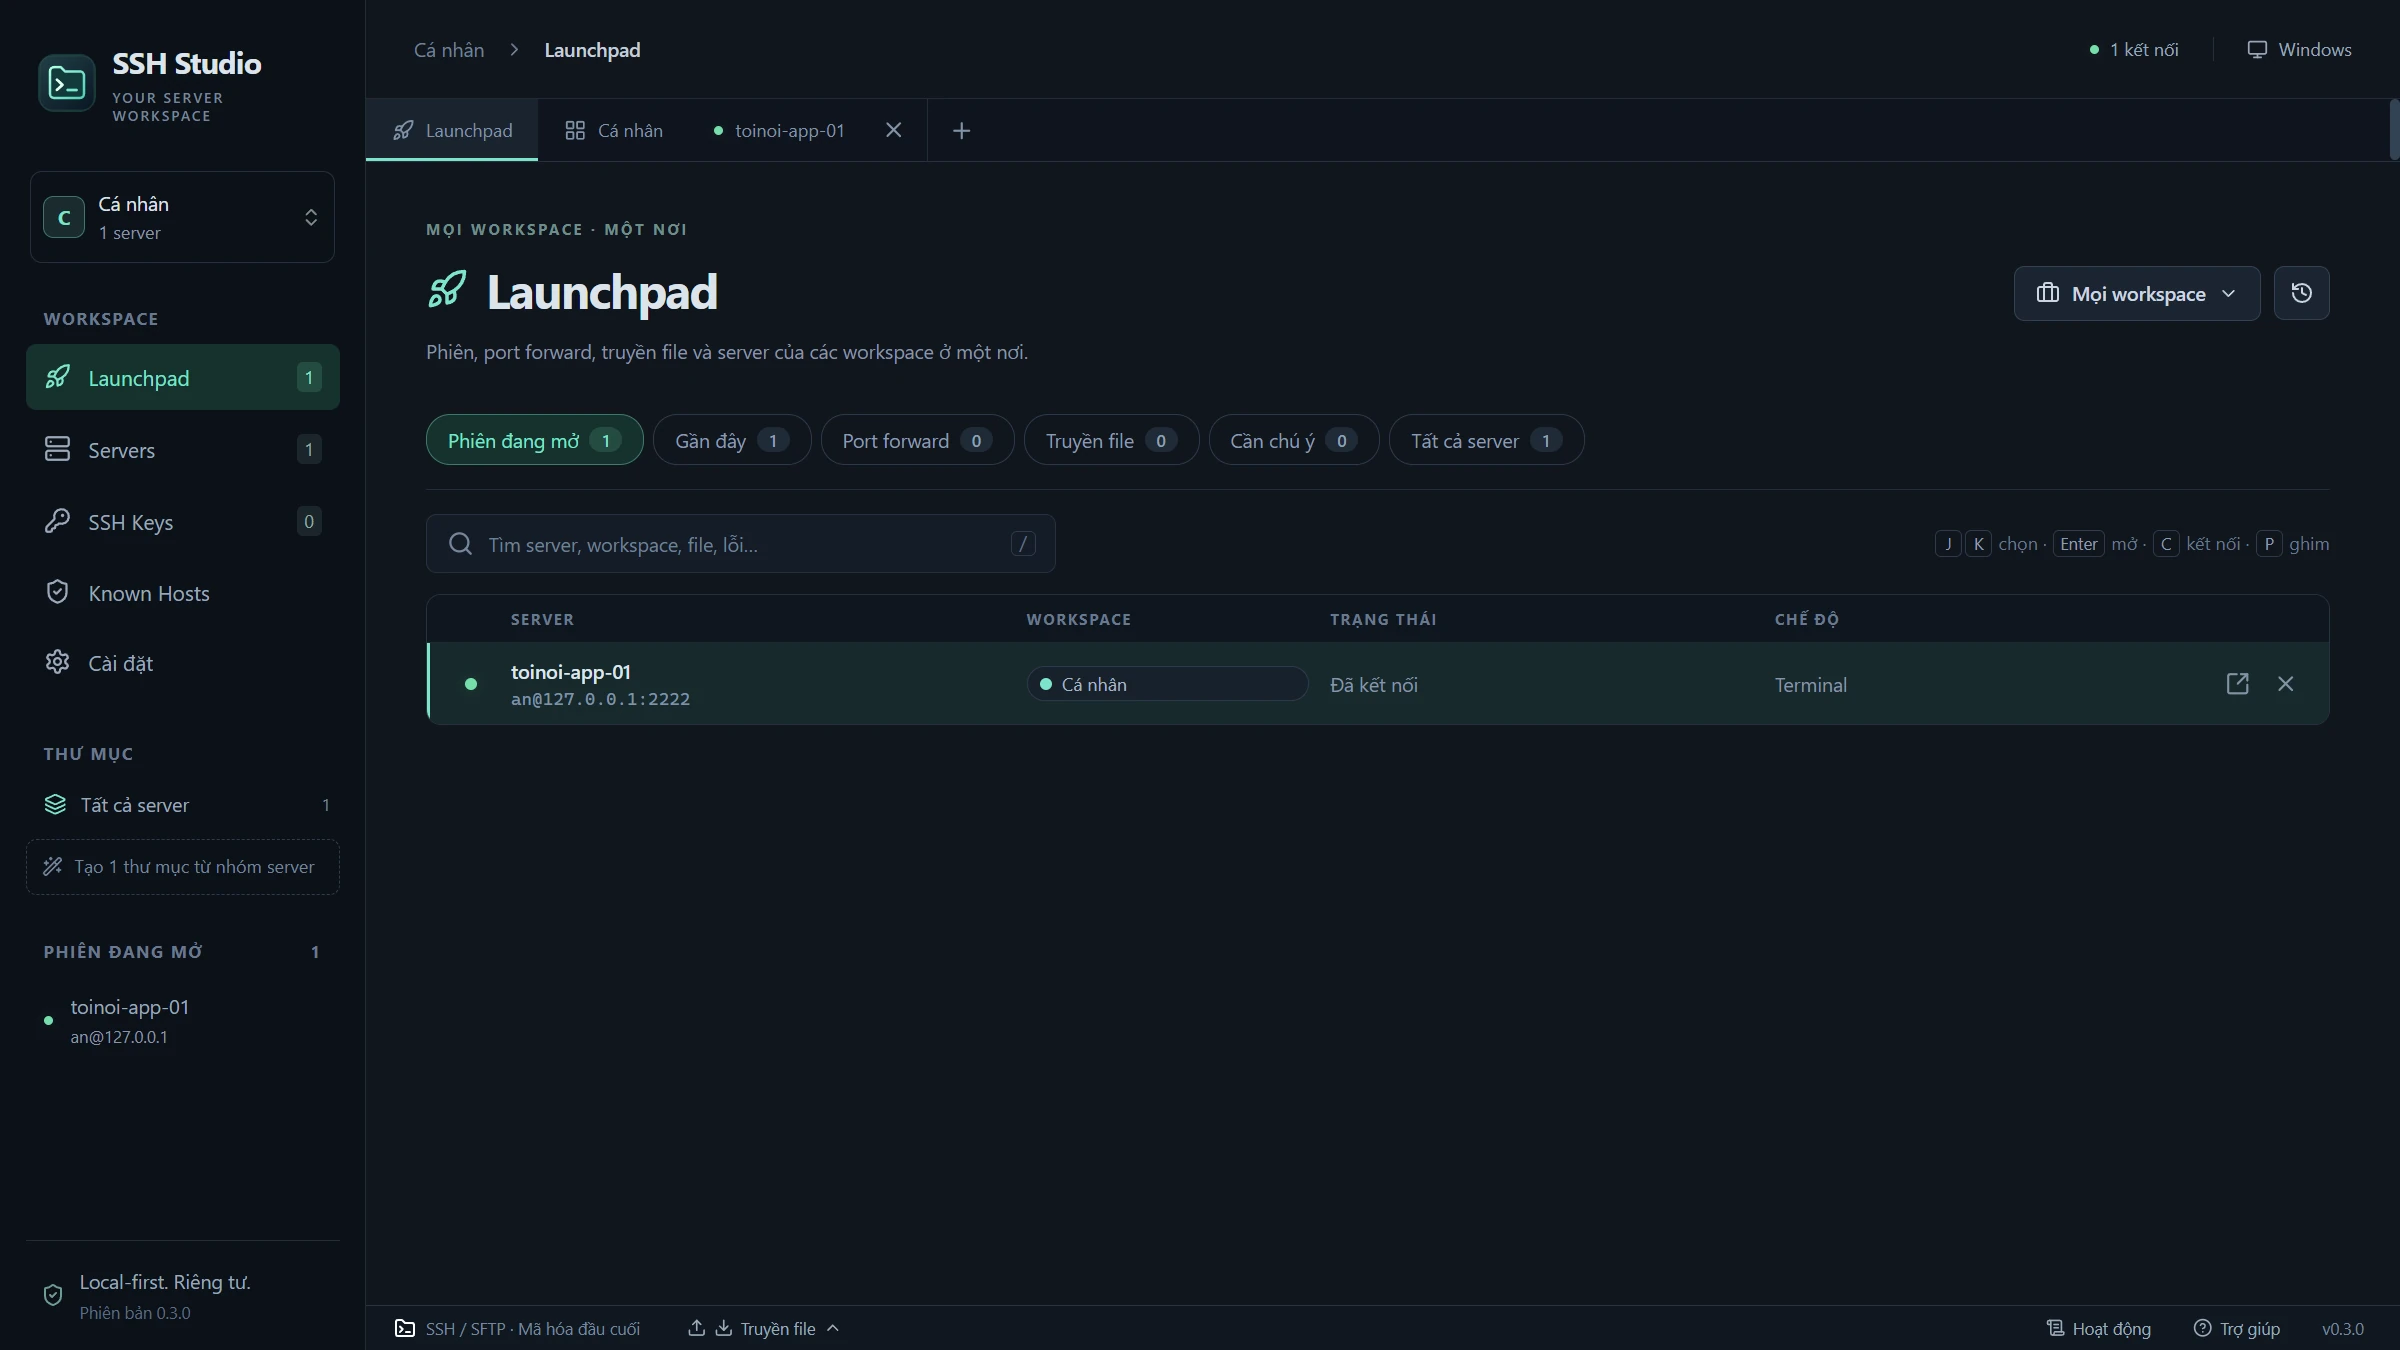 SSH Studio
YOUR SERVER
WORKSPACE
C
Cá nhân
1 server
WORKSPACE
Launchpad 1
Servers 1
SSH Keys 0
Known Hosts
Cài đặt
THƯ MỤC
Tất cả server 1
Tạo 1 thư mục từ nhóm server
PHIÊN ĐANG MỞ 1
toinoi-app-01
an@127.0.0.1
Local-first. Riêng tư.
Phiên bản 0.3.0
Cá nhân > Launchpad
1 kết nối
Windows
Launchpad
Cá nhân
toinoi-app-01
MỌI WORKSPACE · MỘT NƠI
Launchpad
Mọi workspace
Phiên, port forward, truyền file và server của các workspace ở một nơi.
Phiên đang mở 1
Gần đây 1
Port forward 0
Truyền file 0
Cần chú ý 0
Tất cả server 1
Tìm server, workspace, file, lỗi... /
J K chọn · Enter mở · C kết nối · P ghim
SERVER WORKSPACE TRẠNG THÁI CHẾ ĐỘ
toinoi-app-01
an@127.0.0.1:2222
Cá nhân
Đã kết nối
Terminal
SSH / SFTP · Mã hóa đầu cuối
Truyền file
Hoạt động
Trợ giúp
v0.3.0